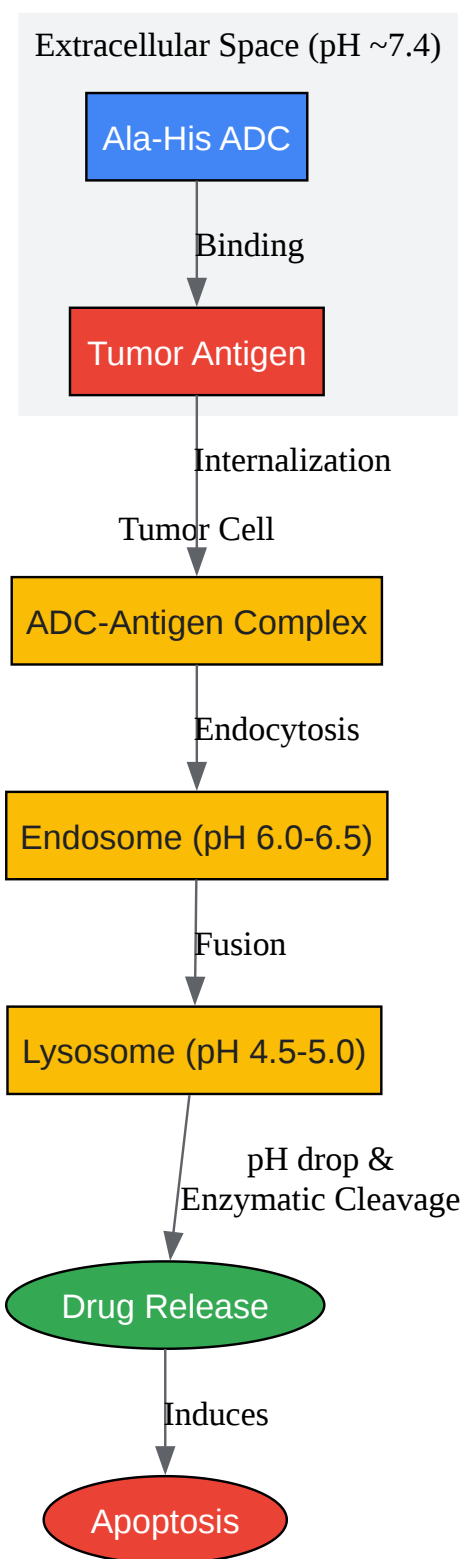 Extracellular Space (pH ~7.4)
Ala-His ADC
Binding
Tumor Antigen
Internalization
Tumor Cell
ADC-Antigen Complex
Endocytosis
Endosome (pH 6.0-6.5)
Fusion
Lysosome (pH 4.5-5.0)
pH drop &
Enzymatic Cleavage
Drug Release
Induces
Apoptosis